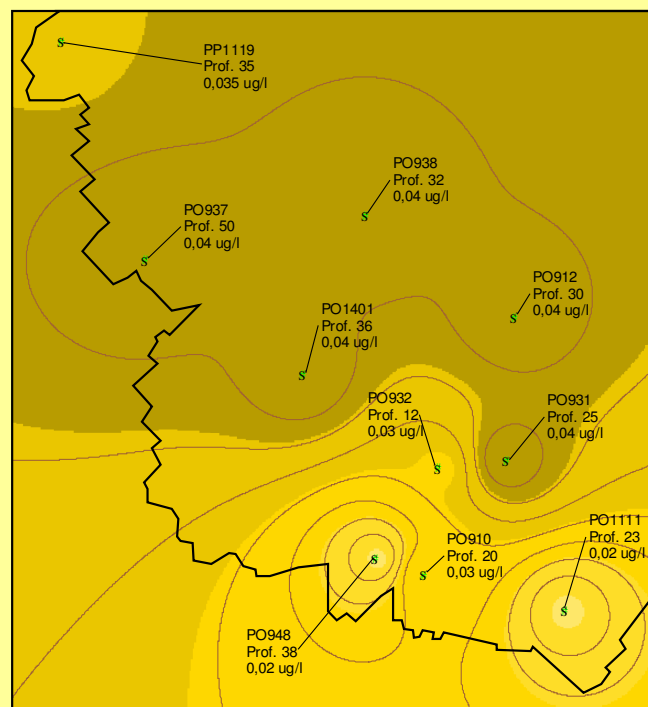 PP1119
Prof. 35
0,035 ug/l
PO938
Prof. 32
0,04 ug/l
PO937
Prof. 50
0,04 ug/l
PO912
Prof. 30
0,04 ug/l
PO1401
Prof. 36
0,04 ug/l
PO932
Prof. 12
0,03 ug/l
PO931
Prof. 25
0,04 ug/l
PO1111
Prof. 23
0,02 ug/l
PO910
Prof. 20
0,03 ug/l
PO948
Prof. 38
0,02 ug/l
S
S
S
S
S
S
S
S
S
S